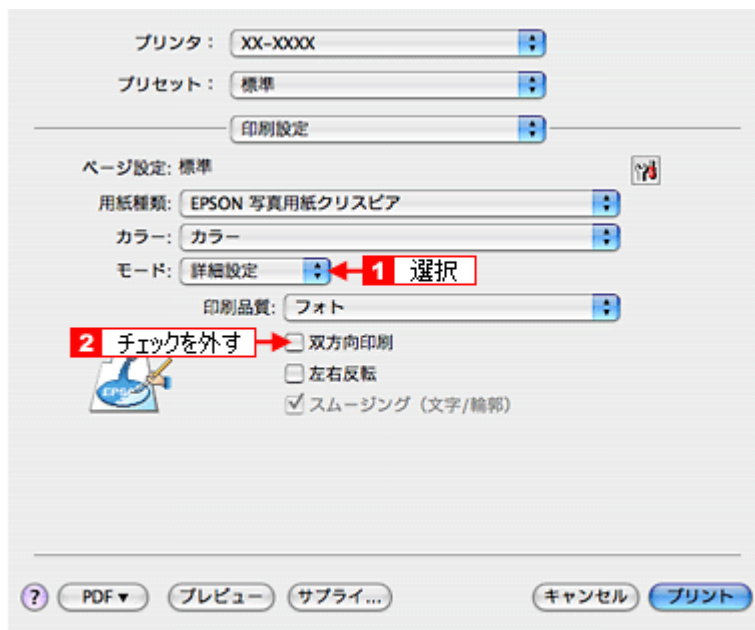 プリンタ： XX-XXXX
プリセット： 標準
印刷設定
ページ設定: 標準
用紙種類: EPSON 写真用紙クリスピア
カラー: カラー
モード: 詳細設定 1 選択
印刷品質: フォト
2 チェックを外す 双方向印刷
EPSON 左右反転
スムージング（文字/輪郭）
? PDF▼ プレビュー サプライ... キャンセル プリント